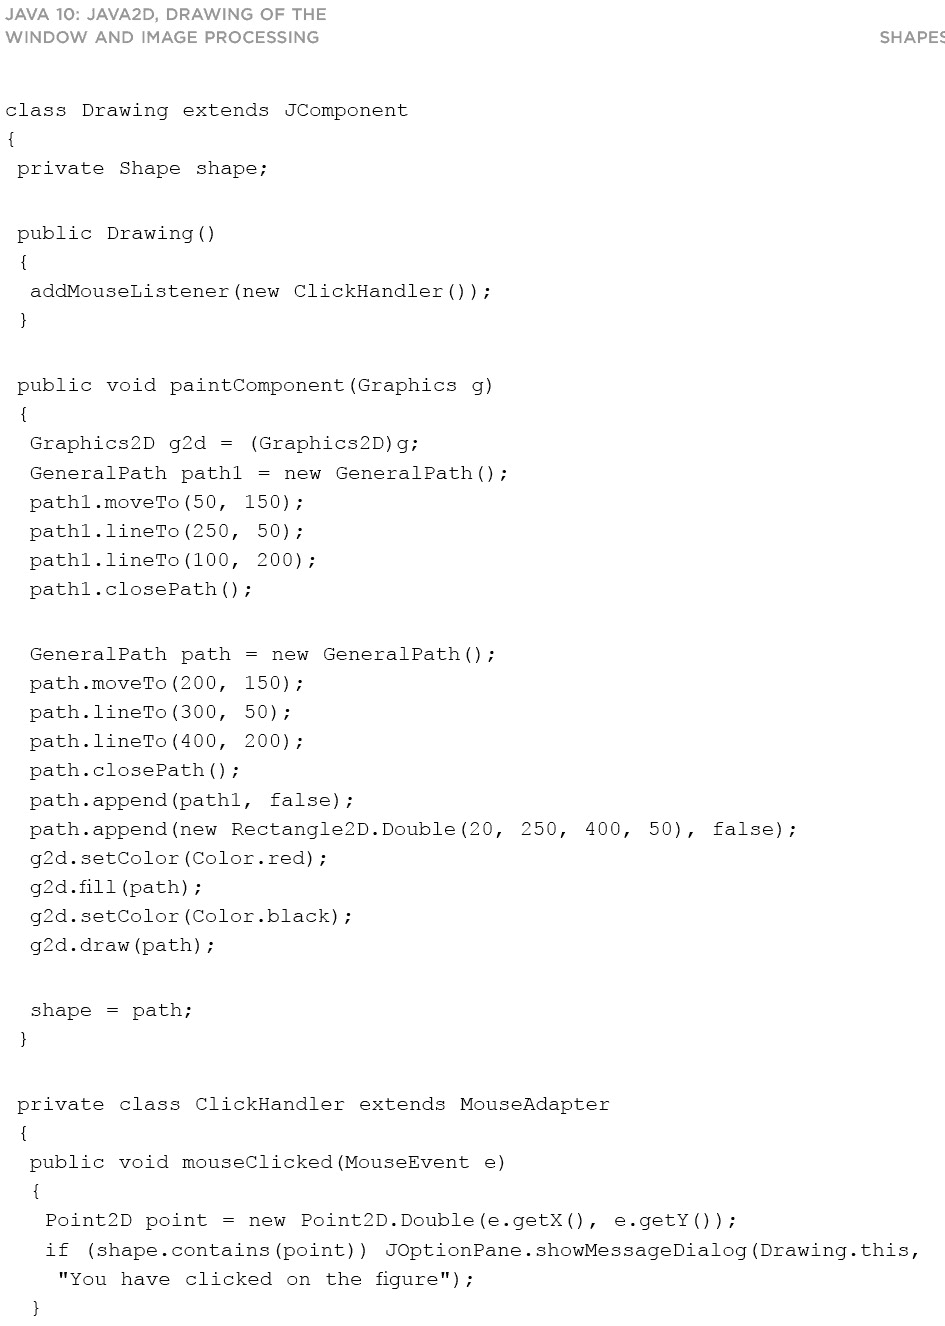 JAVA 10: JAVA2D, DRAWING OF THE
WINDOW AND IMAGE PROCESSING
SHAPES
class Drawing extends JComponent
{
private Shape shape;
public Drawing()
{
addMouseListener(new ClickHandler());
}
public void paintComponent(Graphics g)
{
Graphics2D g2d = (Graphics2D)g;
GeneralPath path1 = new GeneralPath();
path1.moveTo(50, 150);
path1.lineTo(250, 50);
path1.lineTo(100, 200);
path1.closePath();
GeneralPath path = new GeneralPath();
path.moveTo(200, 150);
path.lineTo(300, 50);
path.lineTo(400, 200);
path.closePath();
path.append(path1, false);
path.append(new Rectangle2D.Double(20, 250, 400, 50), false);
g2d.setColor(Color.red);
g2d.fill(path);
g2d.setColor(Color.black);
g2d.draw(path);
shape = path;
}
private class ClickHandler extends MouseAdapter
{
public void mouseClicked(MouseEvent e)
{
Point2D point = new Point2D.Double(e.getX(), e.getY());
if (shape.contains(point)) JOptionPane.showMessageDialog(Drawing.this,
"You have clicked on the figure");
}